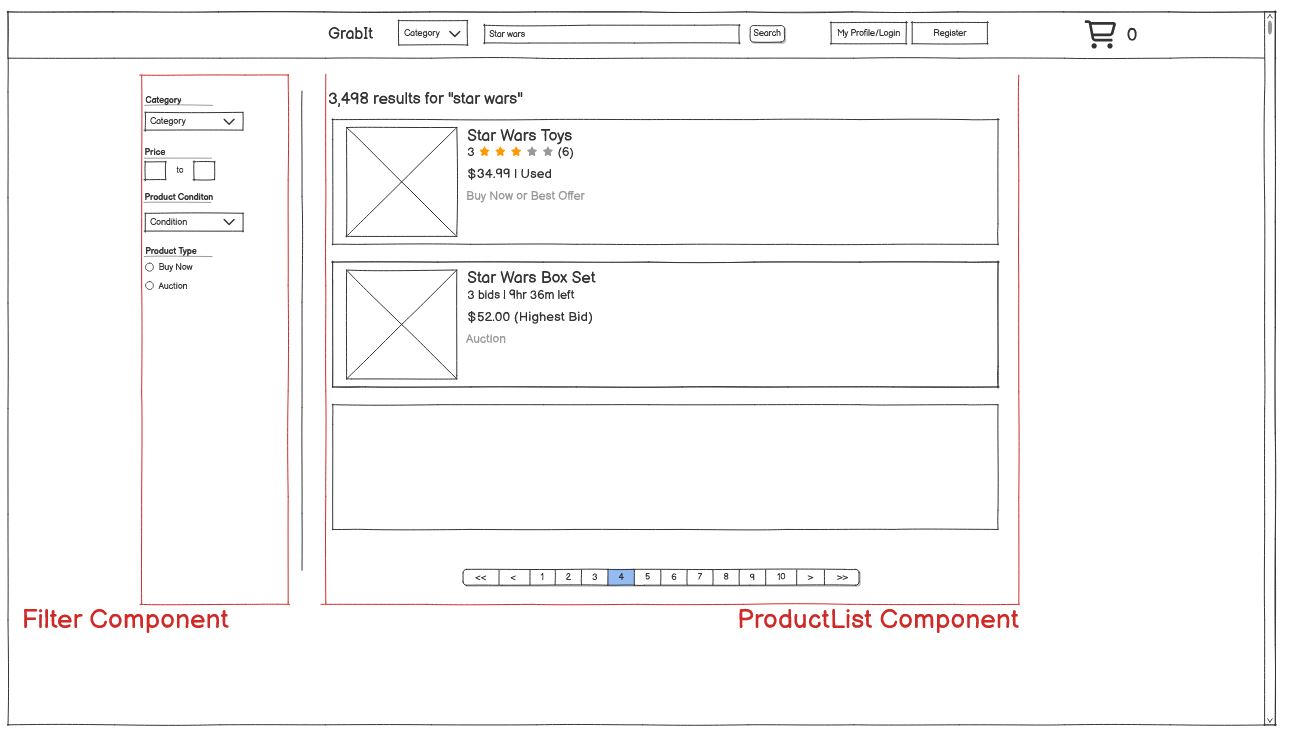 GrabIt Category Star wars Search My Profile/Login Register 0
Category
Category
Price
to
Product Conditon
Condition
Product Type
Buy Now
Auction
3,498 results for "star wars"
Star Wars Toys
3 (6)
$34.99 | Used
Buy Now or Best Offer
Star Wars Box Set
3 bids | 9hr 36m left
$52.00 (Highest Bid)
Auction
<< < 1 2 3 4 5 6 7 8 9 10 > >>
Filter Component
ProductList Component